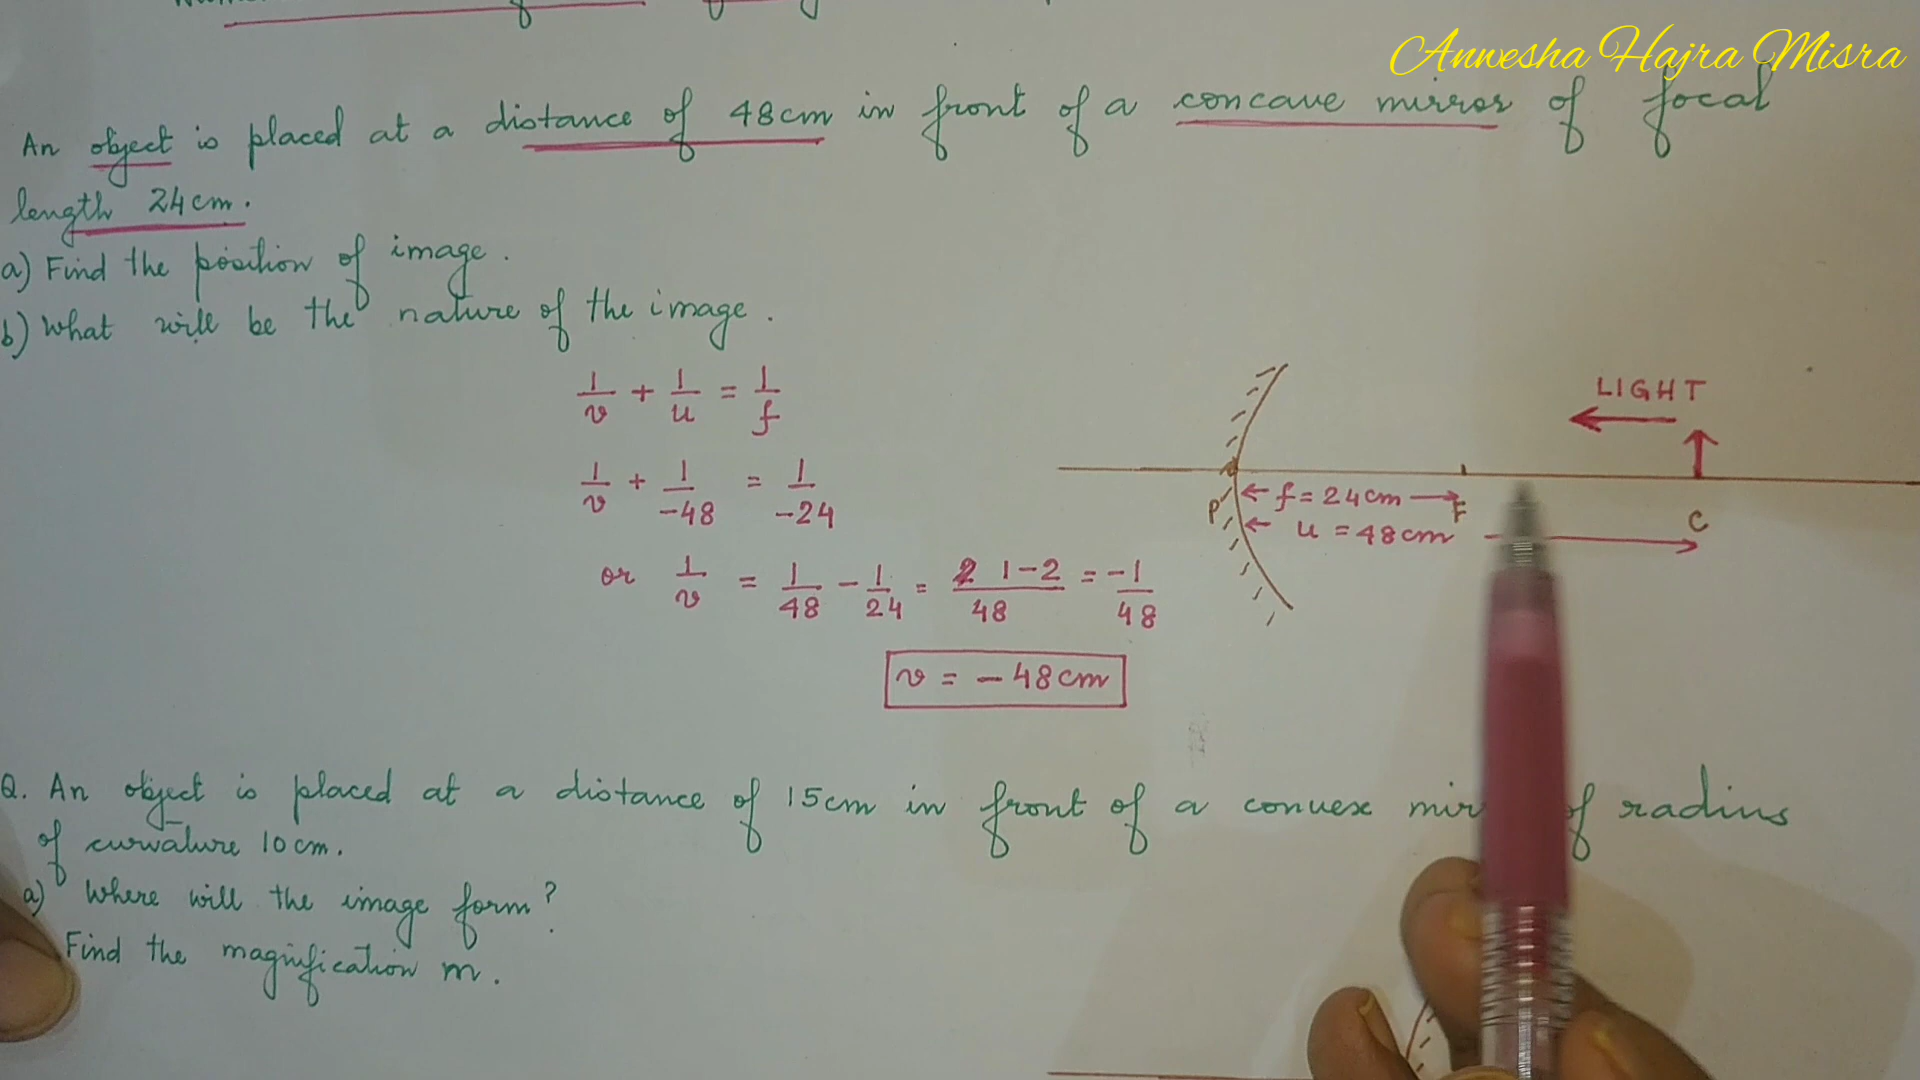 Annesha Hajra Misra
An object is placed at a distance of 48cm in front of a concave mirror of focal
length 24cm.
a) Find the position of image.
b) What will be the nature of the image.
1/v + 1/u = 1/f
1/v + 1/-48 = 1/-24
or 1/v = 1/48 - 1/24 = 1-2/48 = -1/48
v = -48cm
LIGHT
P
f = 24cm
F
u = 48cm
C
Q. An object is placed at a distance of 15cm in front of a convex of radius
of curvature 10cm.
a) Where will the image form?
Find the magnification m.